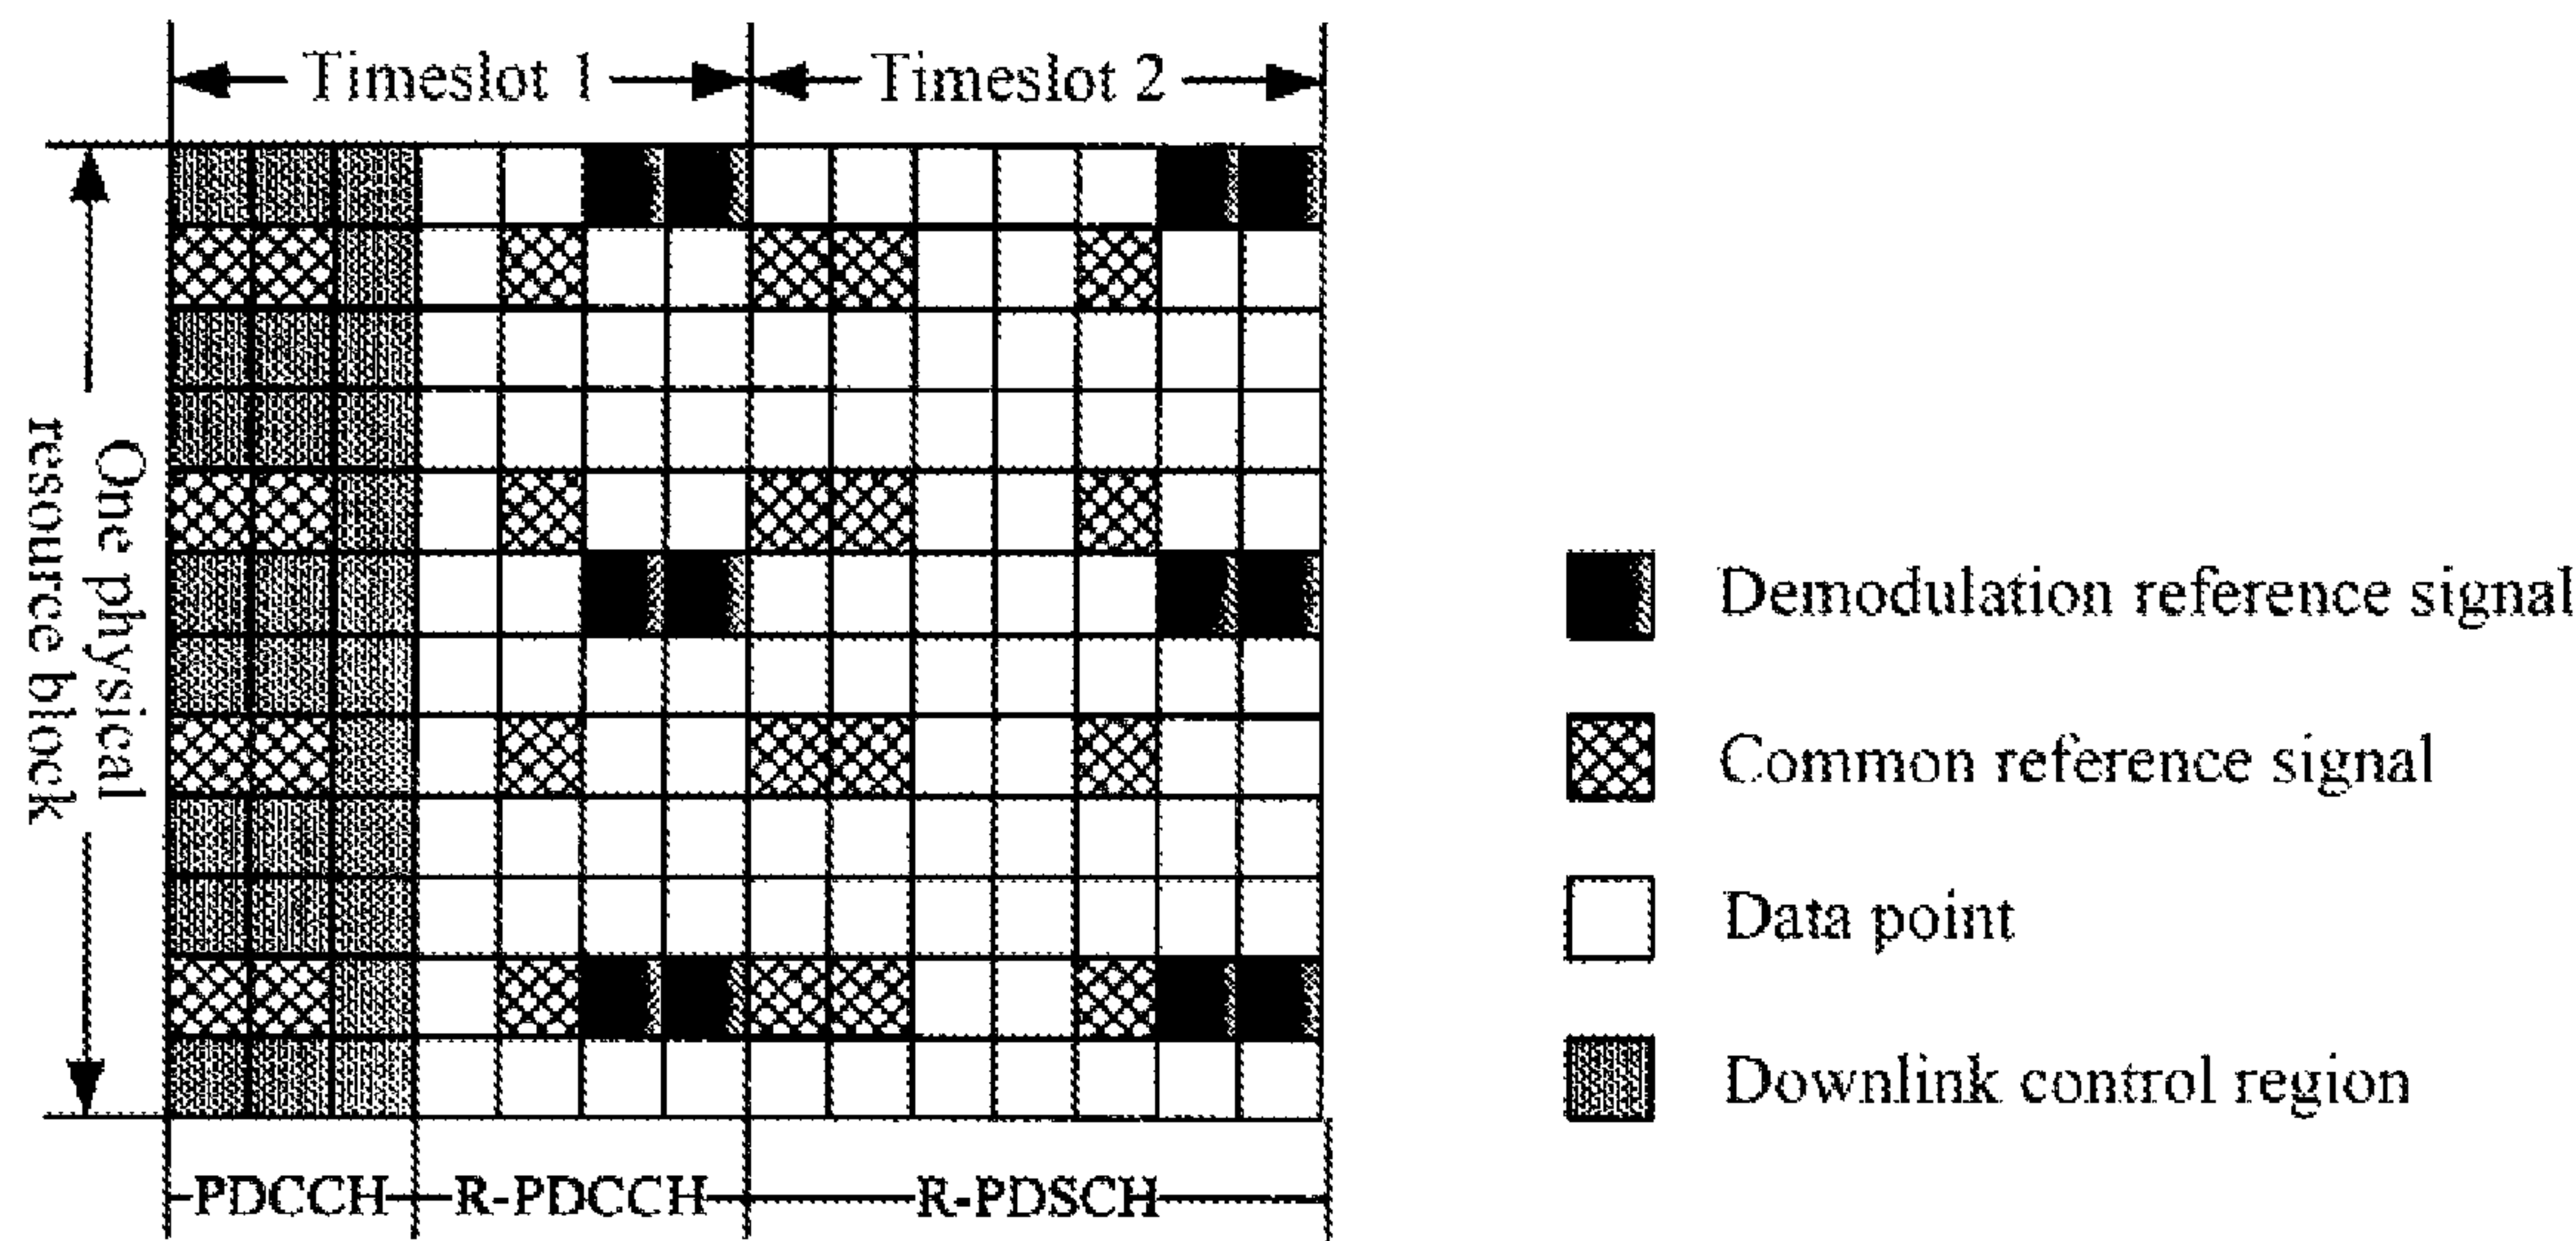 Timeslot 1
Timeslot 2
One physical
resource block
Demodulation reference signal
Common reference signal
Data point
Downlink control region
PDCCH
R-PDCCH
R-PDSCH